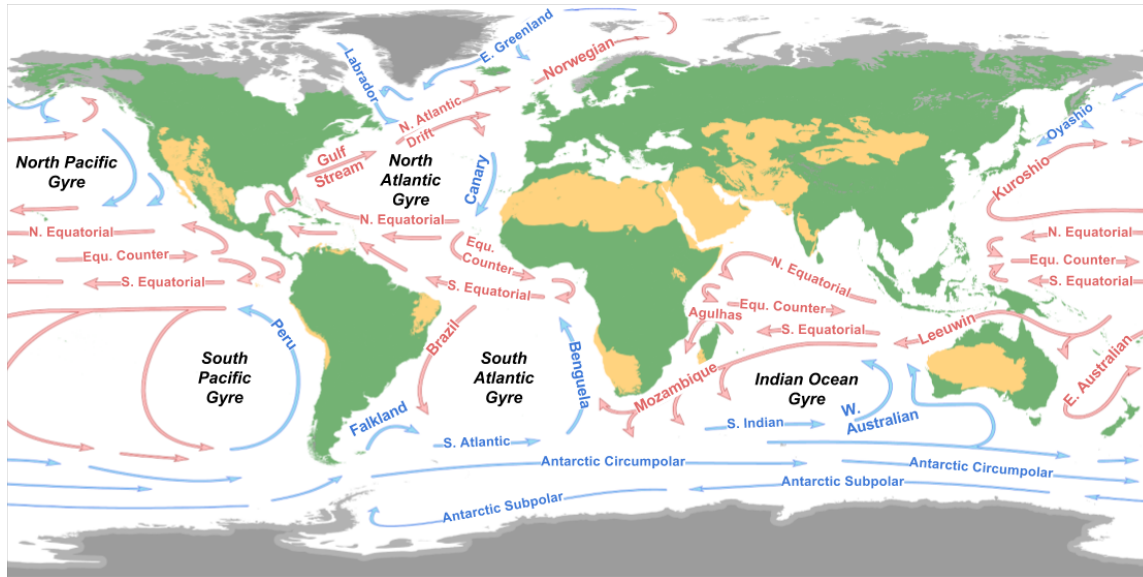 E. Greenland
Norwegian
Labrador
N. Atlantic
Drift
Oyashio
North Pacific
Gyre
Gulf
Stream
North
Atlantic
Gyre
Canary
Kuroshio
N. Equatorial
N. Equatorial
N. Equatorial
Equ. Counter
Equ.
Counter
N. Equatorial
Equ. Counter
S. Equatorial
S. Equatorial
S. Equatorial
Equ. Counter
Agulhas
S. Equatorial
Leeuwin
Peru
Brazil
Benguela
E. Australian
South
Pacific
Gyre
South
Atlantic
Gyre
Mozambique
Indian Ocean
Gyre
Falkland
S. Atlantic
S. Indian
W.
Australian
Antarctic Circumpolar
Antarctic Circumpolar
Antarctic Subpolar
Antarctic Subpolar